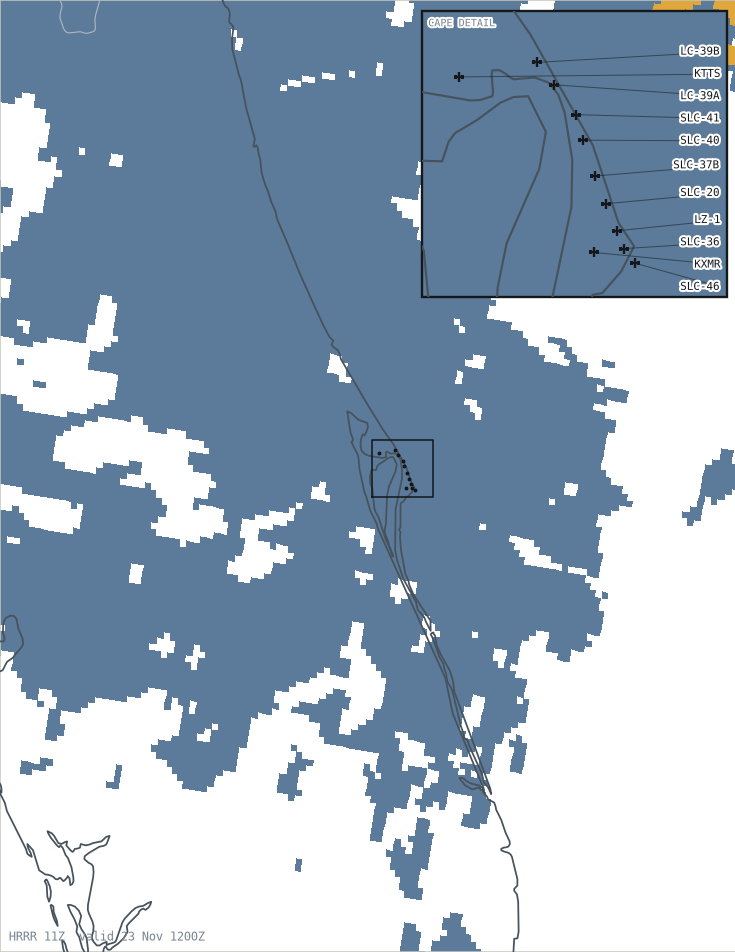 CAPE DETAIL
LC-39B
KTTS
LC-39A
SLC-41
SLC-40
SLC-37B
SLC-20
LZ-1
SLC-36
KXMR
SLC-46
HRRR 11Z valid 23 Nov 1200Z